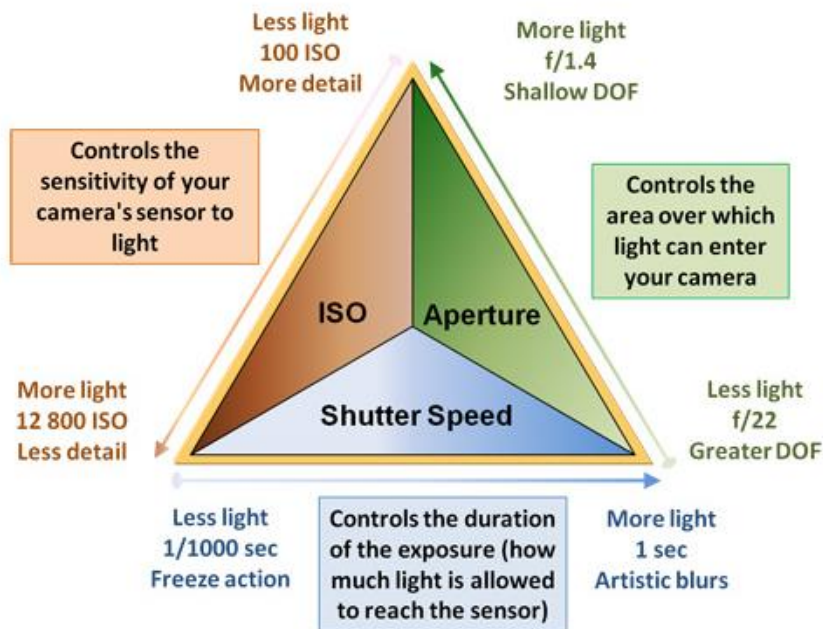 Less light
100 ISO
More detail
More light
f/1.4
Shallow DOF
Controls the
sensitivity of your
camera's sensor to
light
Controls the
area over which
light can enter
your camera
ISO
Aperture
Shutter Speed
More light
12 800 ISO
Less detail
Less light
f/22
Greater DOF
Less light
1/1000 sec
Freeze action
Controls the duration
of the exposure (how
much light is allowed
to reach the sensor)
More light
1 sec
Artistic blurs